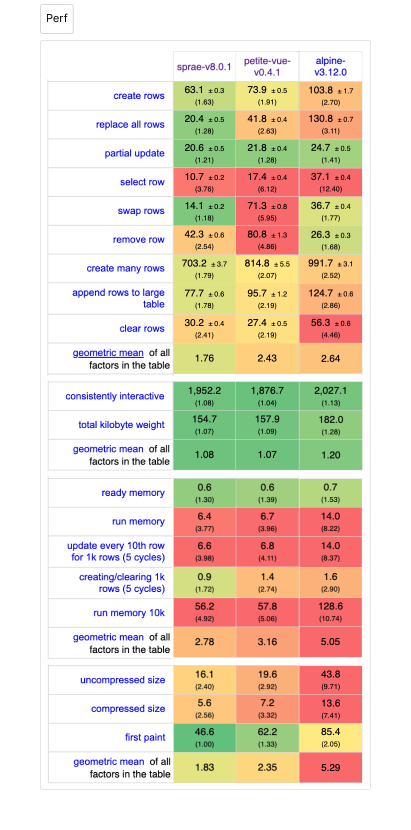 Perf
sprae-v8.0.1 petite-vue-v0.4.1 alpine-v3.12.0
create rows 63.1 ±0.3 (1.63) 73.9 ±0.5 (1.91) 103.8 ±1.7 (2.70)
replace all rows 20.4 ±0.5 (1.28) 41.8 ±0.4 (2.63) 130.8 ±0.7 (3.11)
partial update 20.6 ±0.5 (1.21) 21.8 ±0.4 (1.28) 24.7 ±0.5 (1.41)
select row 10.7 ±0.2 (3.76) 17.4 ±0.4 (6.12) 37.1 ±0.4 (12.40)
swap rows 14.1 ±0.2 (1.18) 71.3 ±0.8 (5.95) 36.7 ±0.4 (1.77)
remove row 42.3 ±0.6 (2.54) 80.8 ±1.3 (4.86) 26.3 ±0.3 (1.68)
create many rows 703.2 ±3.7 (1.79) 814.8 ±5.5 (2.07) 991.7 ±3.1 (2.52)
append rows to large table 77.7 ±0.6 (1.78) 95.7 ±1.2 (2.19) 124.7 ±0.6 (2.86)
clear rows 30.2 ±0.4 (2.41) 27.4 ±0.5 (2.19) 56.3 ±0.6 (4.46)
geometric mean of all factors in the table 1.76 2.43 2.64
consistently interactive 1,952.2 (1.08) 1,876.7 (1.04) 2,027.1 (1.13)
total kilobyte weight 154.7 (1.07) 157.9 (1.09) 182.0 (1.28)
geometric mean of all factors in the table 1.08 1.07 1.20
ready memory 0.6 (1.30) 0.6 (1.39) 0.7 (1.53)
run memory 6.4 (3.77) 6.7 (3.96) 14.0 (8.22)
update every 10th row for 1k rows (5 cycles) 6.6 (3.98) 6.8 (4.11) 14.0 (8.37)
creating/clearing 1k rows (5 cycles) 0.9 (1.72) 1.4 (2.74) 1.6 (2.90)
run memory 10k 56.2 (4.92) 57.8 (5.06) 128.6 (10.74)
geometric mean of all factors in the table 2.78 3.16 5.05
uncompressed size 16.1 (2.40) 19.6 (2.92) 43.8 (9.71)
compressed size 5.6 (2.56) 7.2 (3.32) 13.6 (7.41)
first paint 46.6 (1.00) 62.2 (1.33) 85.4 (2.05)
geometric mean of all factors in the table 1.83 2.35 5.29